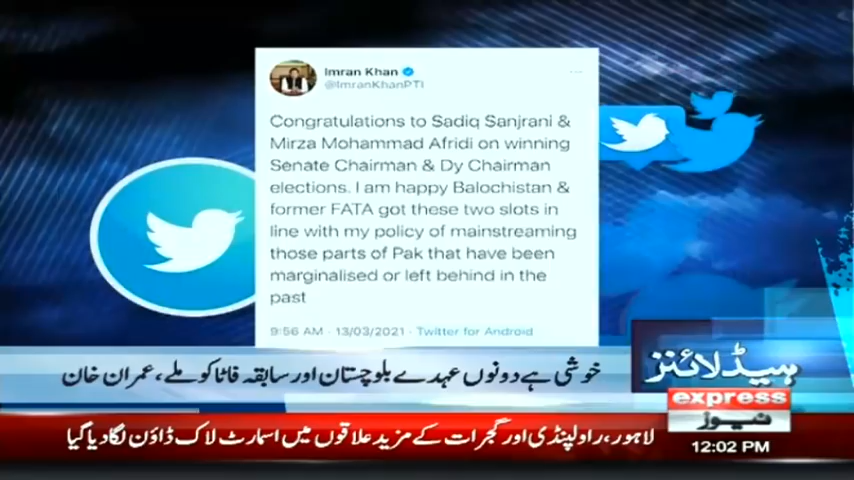 Imran Khan
@ImranKhanPTI
Congratulations to Sadiq Sanjrani &
Mirza Mohammad Afridi on winning
Senate Chairman & Dy Chairman
elections. I am happy Balochistan &
former FATA got these two slots in
line with my policy of mainstreaming
those parts of Pak that have been
marginalised or left behind in the
past
9:56 AM · 13/03/2021 · Twitter for Android
خوشی ہے دونوں عہدے بلوچستان اور سابقہ فاٹا کو ملے، عمران خان
ہیڈلائنز
express
نیوز
لاہور، راولپنڈی اور گجرات کے مزید علاقوں میں اسمارٹ لاک ڈاؤن لگا دیا گیا
12:02 PM